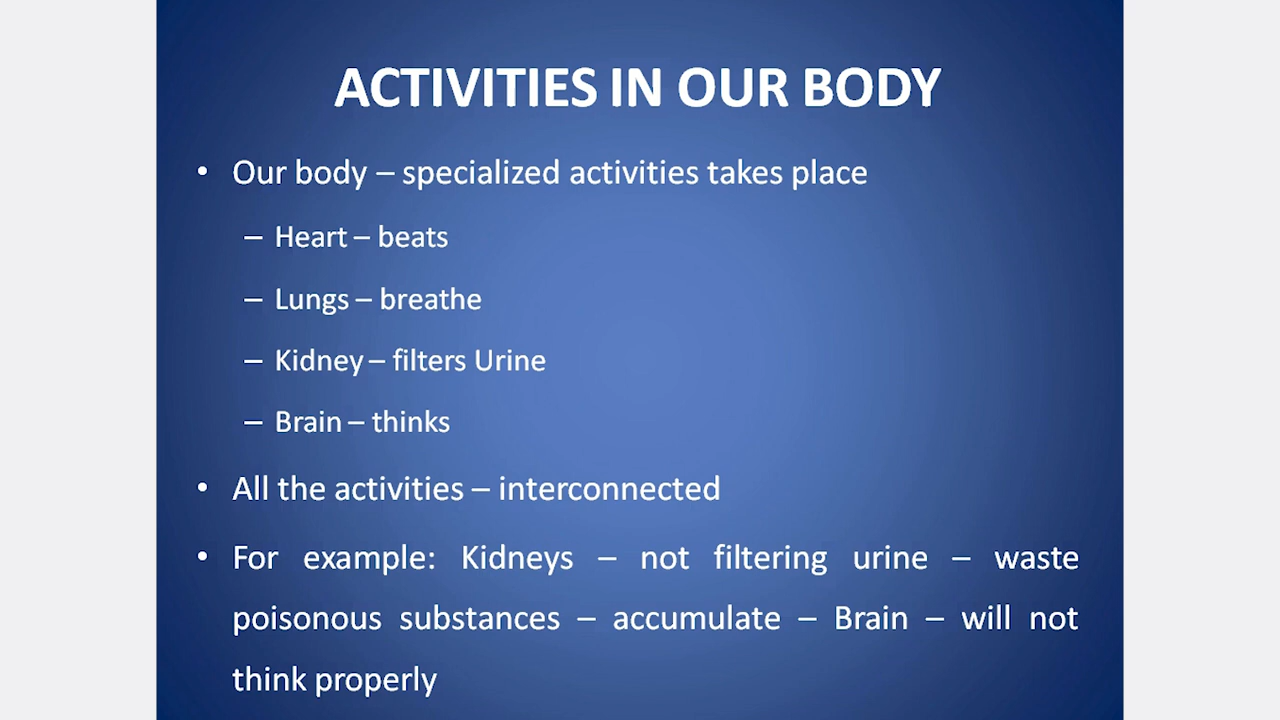 ACTIVITIES IN OUR BODY
• Our body – specialized activities takes place
– Heart – beats
– Lungs – breathe
– Kidney – filters Urine
– Brain – thinks
• All the activities – interconnected
• For example: Kidneys – not filtering urine – waste
poisonous substances – accumulate – Brain – will not
think properly